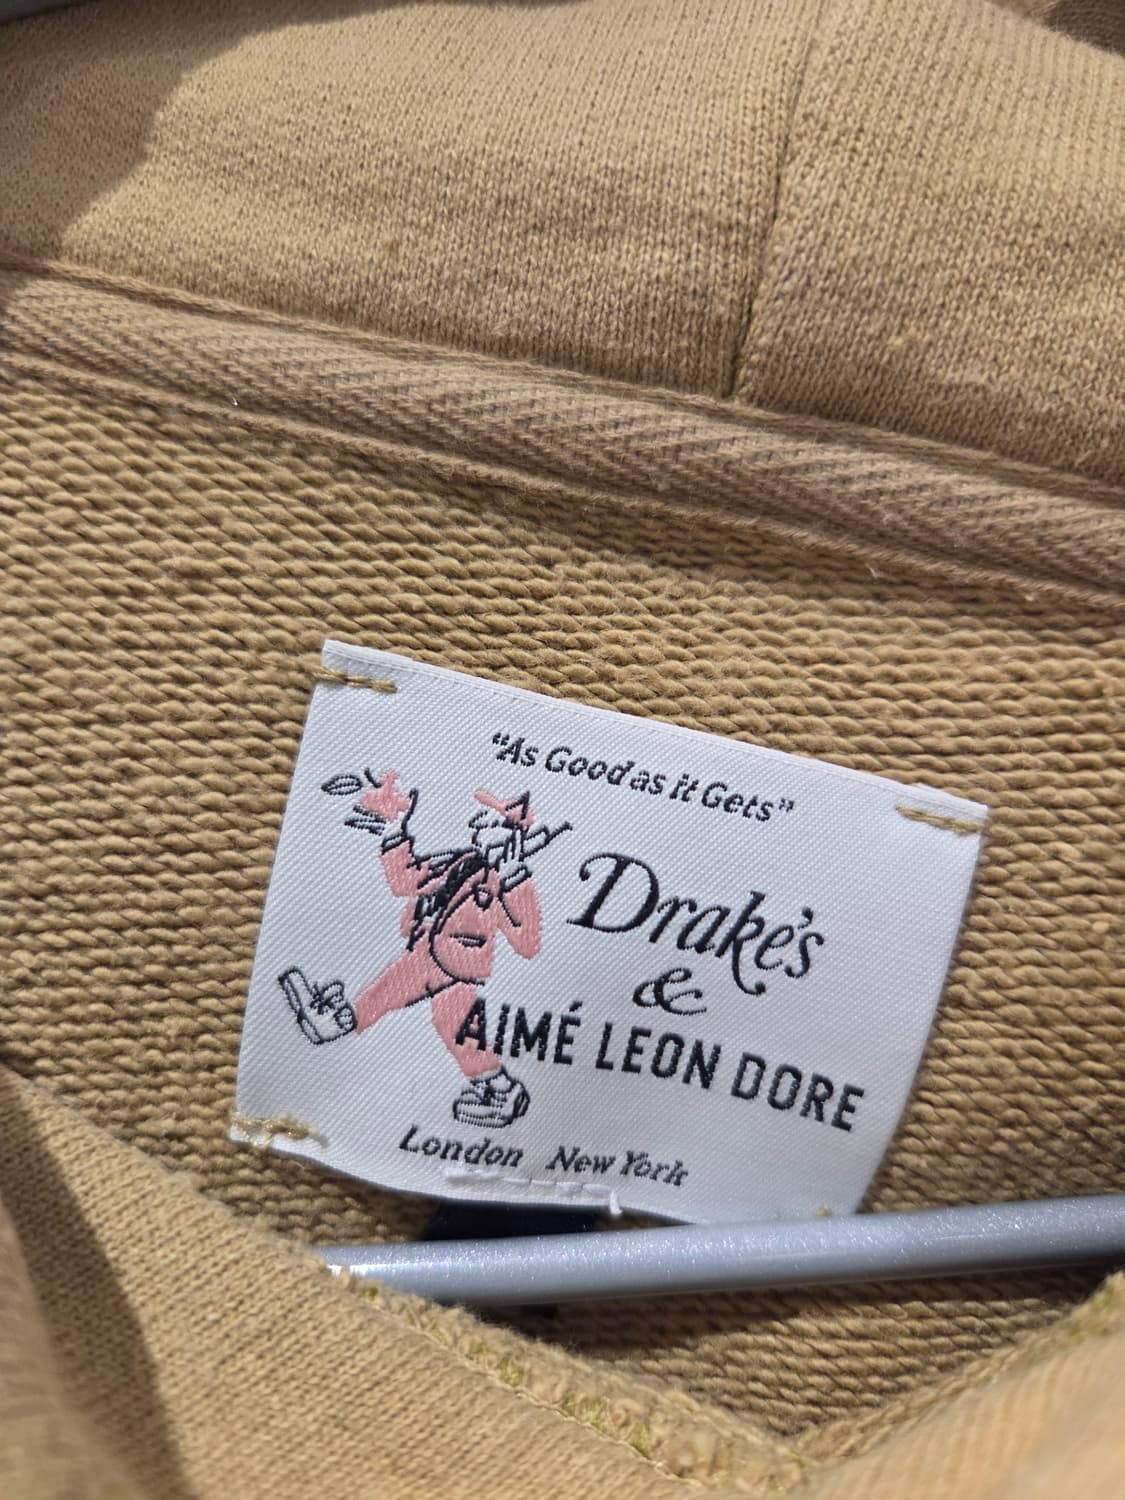 "As Good as it Gets"
Drake's
&
AIMÉ LEON DORE
London New York